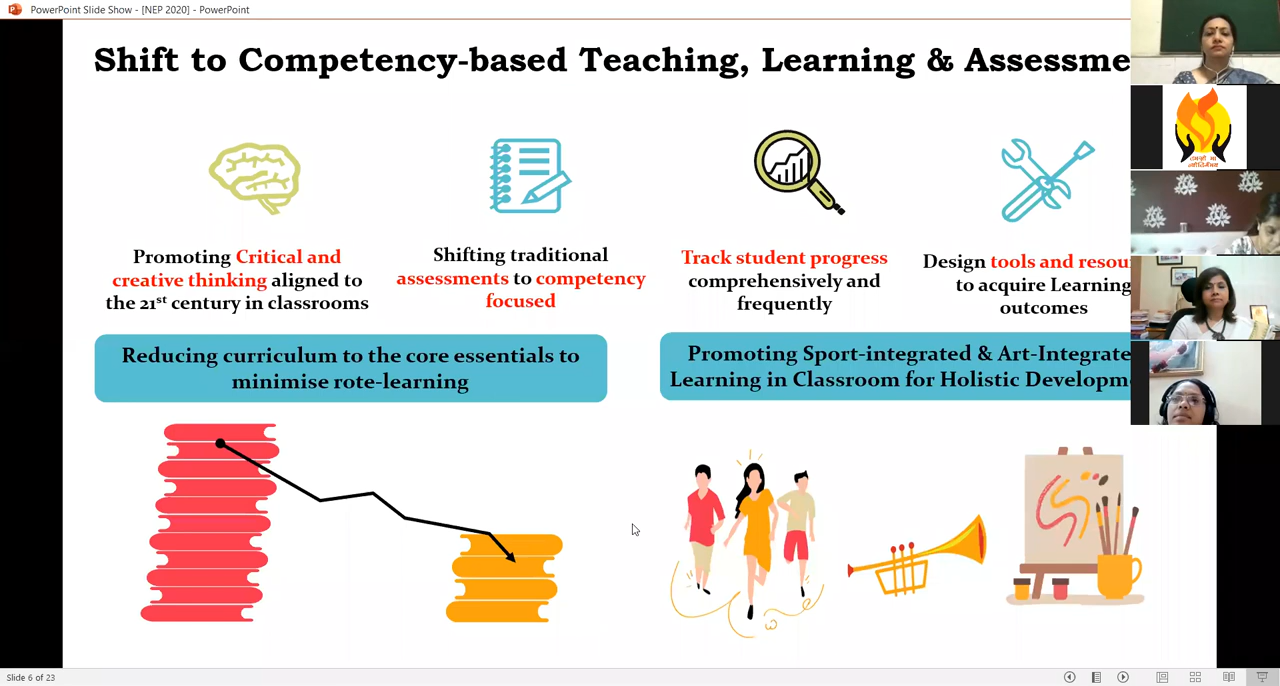 PowerPoint Slide Show - [NEP 2020] - PowerPoint
Shift to Competency-based Teaching, Learning & Assessme
Promoting Critical and
creative thinking aligned to
the 21st century in classrooms
Shifting traditional
assessments to competency
focused
Track student progress
comprehensively and
frequently
Design tools and resou
to acquire Learning
outcomes
Reducing curriculum to the core essentials to
minimise rote-learning
Promoting Sport-integrated & Art-Integrate
Learning in Classroom for Holistic Developm
तमसो मा
ज्योतिर्गमय
Slide 6 of 23